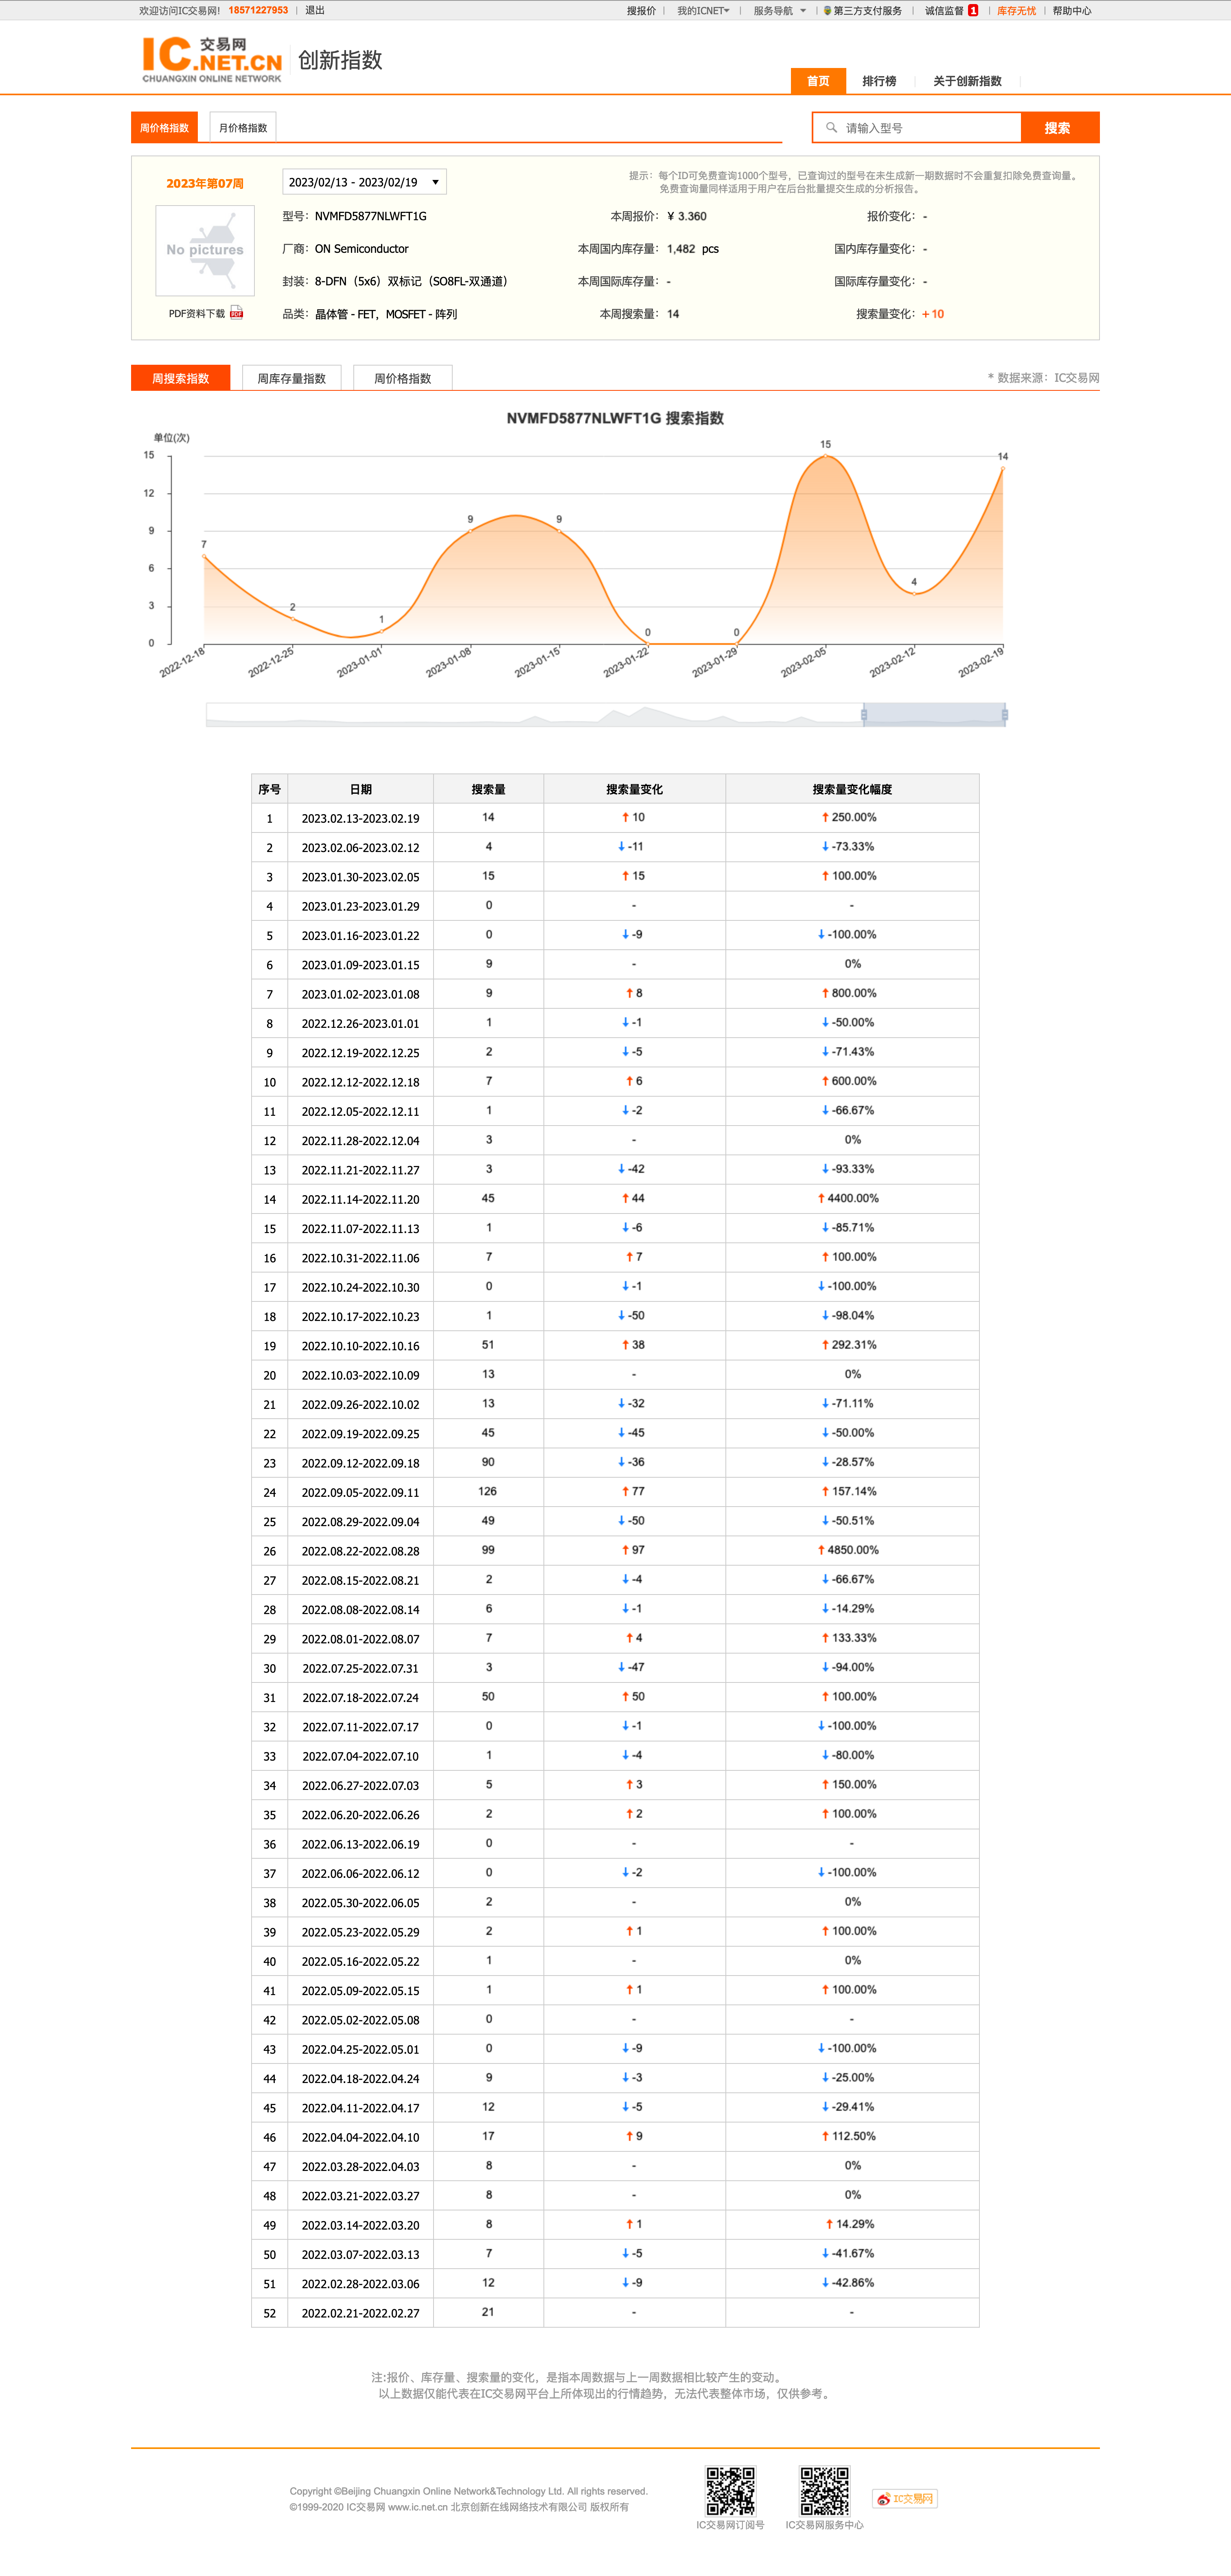 欢迎访问IC交易网! 18571227953 | 退出 搜报价 | 我的ICNET | 服务导航 | 第三方支付服务 | 诚信监督 1 | 库存无忧 | 帮助中心
IC 交易网 .NET.CN
CHUANGXIN ONLINE NETWORK
创新指数
首页 排行榜 关于创新指数
周价格指数 月价格指数 请输入型号 搜索
2023年第07周 2023/02/13 - 2023/02/19
提示：每个ID可免费查询1000个型号，已查询过的型号在未生成新一期数据时不会重复扣除免费查询量。
免费查询量同样适用于用户在后台批量提交生成的分析报告。
No pictures
PDF资料下载 PDF
型号：NVMFD5877NLWFT1G 本周报价：¥ 3.360 报价变化：-
厂商：ON Semiconductor 本周国内库存量：1,482 pcs 国内库存量变化：-
封装：8-DFN（5x6）双标记（SO8FL-双通道） 本周国际库存量：- 国际库存量变化：-
品类：晶体管 - FET，MOSFET - 阵列 本周搜索量：14 搜索量变化：+10
周搜索指数 周库存量指数 周价格指数 * 数据来源：IC交易网
NVMFD5877NLWFT1G 搜索指数
单位(次)
15
12
9
6
3
0
7 2 1 9 9 0 0 15 4 14
2022-12-18 2022-12-25 2023-01-01 2023-01-08 2023-01-15 2023-01-22 2023-01-29 2023-02-05 2023-02-12 2023-02-19
序号 日期 搜索量 搜索量变化 搜索量变化幅度
1 2023.02.13-2023.02.19 14 ↑ 10 ↑ 250.00%
2 2023.02.06-2023.02.12 4 ↓ -11 ↓ -73.33%
3 2023.01.30-2023.02.05 15 ↑ 15 ↑ 100.00%
4 2023.01.23-2023.01.29 0 - -
5 2023.01.16-2023.01.22 0 ↓ -9 ↓ -100.00%
6 2023.01.09-2023.01.15 9 - 0%
7 2023.01.02-2023.01.08 9 ↑ 8 ↑ 800.00%
8 2022.12.26-2023.01.01 1 ↓ -1 ↓ -50.00%
9 2022.12.19-2022.12.25 2 ↓ -5 ↓ -71.43%
10 2022.12.12-2022.12.18 7 ↑ 6 ↑ 600.00%
11 2022.12.05-2022.12.11 1 ↓ -2 ↓ -66.67%
12 2022.11.28-2022.12.04 3 - 0%
13 2022.11.21-2022.11.27 3 ↓ -42 ↓ -93.33%
14 2022.11.14-2022.11.20 45 ↑ 44 ↑ 4400.00%
15 2022.11.07-2022.11.13 1 ↓ -6 ↓ -85.71%
16 2022.10.31-2022.11.06 7 ↑ 7 ↑ 100.00%
17 2022.10.24-2022.10.30 0 ↓ -1 ↓ -100.00%
18 2022.10.17-2022.10.23 1 ↓ -50 ↓ -98.04%
19 2022.10.10-2022.10.16 51 ↑ 38 ↑ 292.31%
20 2022.10.03-2022.10.09 13 - 0%
21 2022.09.26-2022.10.02 13 ↓ -32 ↓ -71.11%
22 2022.09.19-2022.09.25 45 ↓ -45 ↓ -50.00%
23 2022.09.12-2022.09.18 90 ↓ -36 ↓ -28.57%
24 2022.09.05-2022.09.11 126 ↑ 77 ↑ 157.14%
25 2022.08.29-2022.09.04 49 ↓ -50 ↓ -50.51%
26 2022.08.22-2022.08.28 99 ↑ 97 ↑ 4850.00%
27 2022.08.15-2022.08.21 2 ↓ -4 ↓ -66.67%
28 2022.08.08-2022.08.14 6 ↓ -1 ↓ -14.29%
29 2022.08.01-2022.08.07 7 ↑ 4 ↑ 133.33%
30 2022.07.25-2022.07.31 3 ↓ -47 ↓ -94.00%
31 2022.07.18-2022.07.24 50 ↑ 50 ↑ 100.00%
32 2022.07.11-2022.07.17 0 ↓ -1 ↓ -100.00%
33 2022.07.04-2022.07.10 1 ↓ -4 ↓ -80.00%
34 2022.06.27-2022.07.03 5 ↑ 3 ↑ 150.00%
35 2022.06.20-2022.06.26 2 ↑ 2 ↑ 100.00%
36 2022.06.13-2022.06.19 0 - -
37 2022.06.06-2022.06.12 0 ↓ -2 ↓ -100.00%
38 2022.05.30-2022.06.05 2 - 0%
39 2022.05.23-2022.05.29 2 ↑ 1 ↑ 100.00%
40 2022.05.16-2022.05.22 1 - 0%
41 2022.05.09-2022.05.15 1 ↑ 1 ↑ 100.00%
42 2022.05.02-2022.05.08 0 - -
43 2022.04.25-2022.05.01 0 ↓ -9 ↓ -100.00%
44 2022.04.18-2022.04.24 9 ↓ -3 ↓ -25.00%
45 2022.04.11-2022.04.17 12 ↓ -5 ↓ -29.41%
46 2022.04.04-2022.04.10 17 ↑ 9 ↑ 112.50%
47 2022.03.28-2022.04.03 8 - 0%
48 2022.03.21-2022.03.27 8 - 0%
49 2022.03.14-2022.03.20 8 ↑ 1 ↑ 14.29%
50 2022.03.07-2022.03.13 7 ↓ -5 ↓ -41.67%
51 2022.02.28-2022.03.06 12 ↓ -9 ↓ -42.86%
52 2022.02.21-2022.02.27 21 - -
注:报价、库存量、搜索量的变化，是指本周数据与上一周数据相比较产生的变动。
以上数据仅能代表在IC交易网平台上所体现出的行情趋势，无法代表整体市场，仅供参考。
Copyright ©Beijing Chuangxin Online Network&Technology Ltd. All rights reserved.
©1999-2020 IC交易网 www.ic.net.cn 北京创新在线网络技术有限公司 版权所有
IC交易网订阅号 IC交易网服务中心 IC交易网